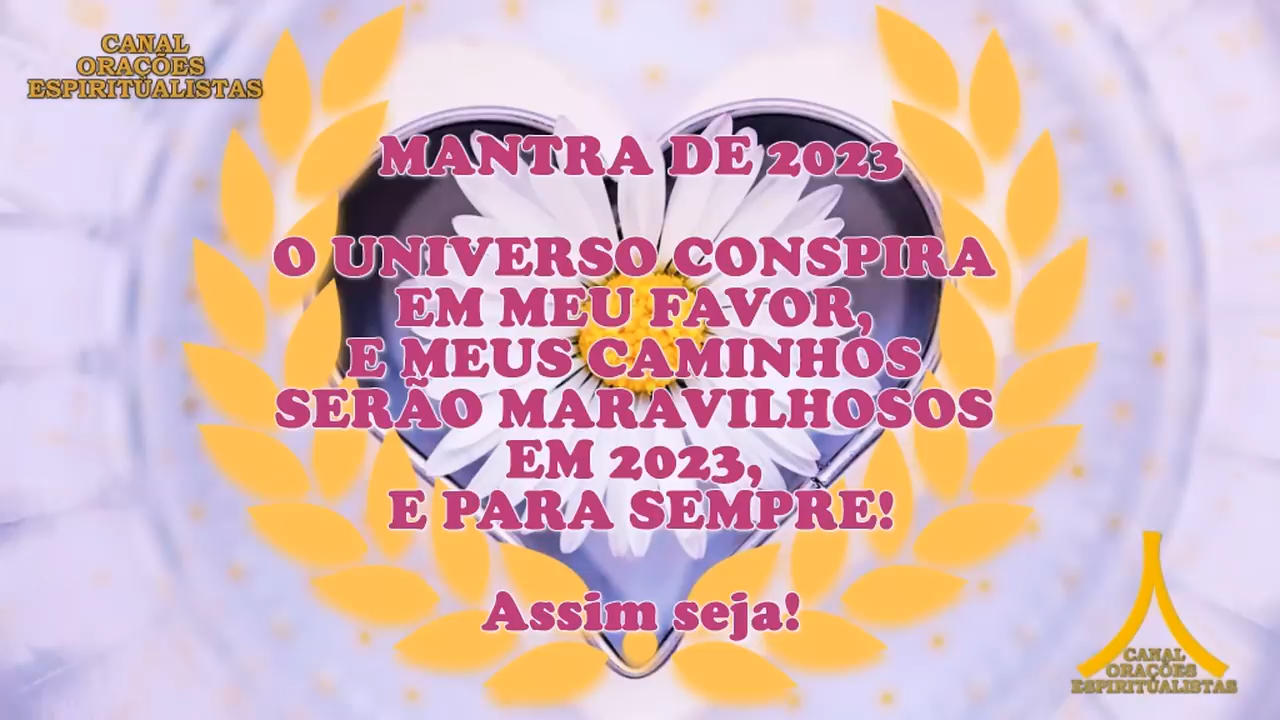 CANAL
ORAÇÕES
ESPIRITUALISTAS
MANTRA DE 2023
O UNIVERSO CONSPIRA
EM MEU FAVOR,
E MEUS CAMINHOS
SERÃO MARAVILHOSOS
EM 2023,
E PARA SEMPRE!
Assim seja!
CANAL
ORAÇÕES
ESPIRITUALISTAS